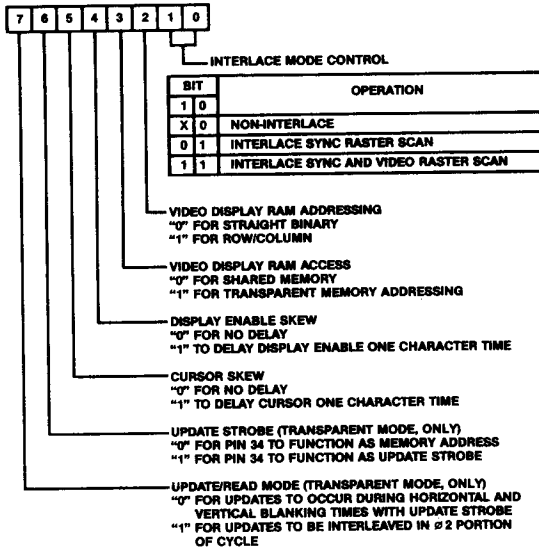 7 6 5 4 3 2 1 0
INTERLACE MODE CONTROL
BIT OPERATION
1 0
X 0 NON-INTERLACE
0 1 INTERLACE SYNC RASTER SCAN
1 1 INTERLACE SYNC AND VIDEO RASTER SCAN
VIDEO DISPLAY RAM ADDRESSING
"0" FOR STRAIGHT BINARY
"1" FOR ROW/COLUMN
VIDEO DISPLAY RAM ACCESS
"0" FOR SHARED MEMORY
"1" FOR TRANSPARENT MEMORY ADDRESSING
DISPLAY ENABLE SKEW
"0" FOR NO DELAY
"1" TO DELAY DISPLAY ENABLE ONE CHARACTER TIME
CURSOR SKEW
"0" FOR NO DELAY
"1" TO DELAY CURSOR ONE CHARACTER TIME
UPDATE STROBE (TRANSPARENT MODE, ONLY)
"0" FOR PIN 34 TO FUNCTION AS MEMORY ADDRESS
"1" FOR PIN 34 TO FUNCTION AS UPDATE STROBE
UPDATE/READ MODE (TRANSPARENT MODE, ONLY)
"0" FOR UPDATES TO OCCUR DURING HORIZONTAL AND
VERTICAL BLANKING TIMES WITH UPDATE STROBE
"1" FOR UPDATES TO BE INTERLEAVED IN ø2 PORTION
OF CYCLE